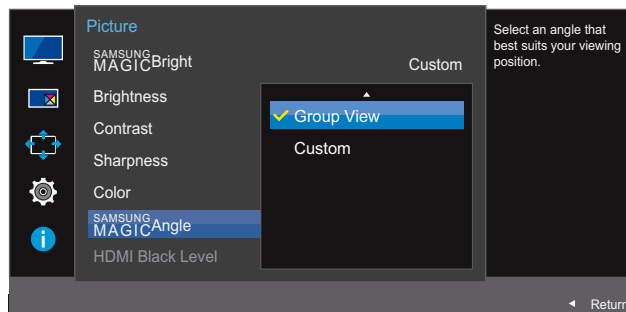 Picture
SAMSUNG MAGICBright Custom
Brightness
Contrast
Sharpness
Color
SAMSUNG MAGICAngle
HDMI Black Level
Group View
Custom
Select an angle that
best suits your viewing
position.
Return